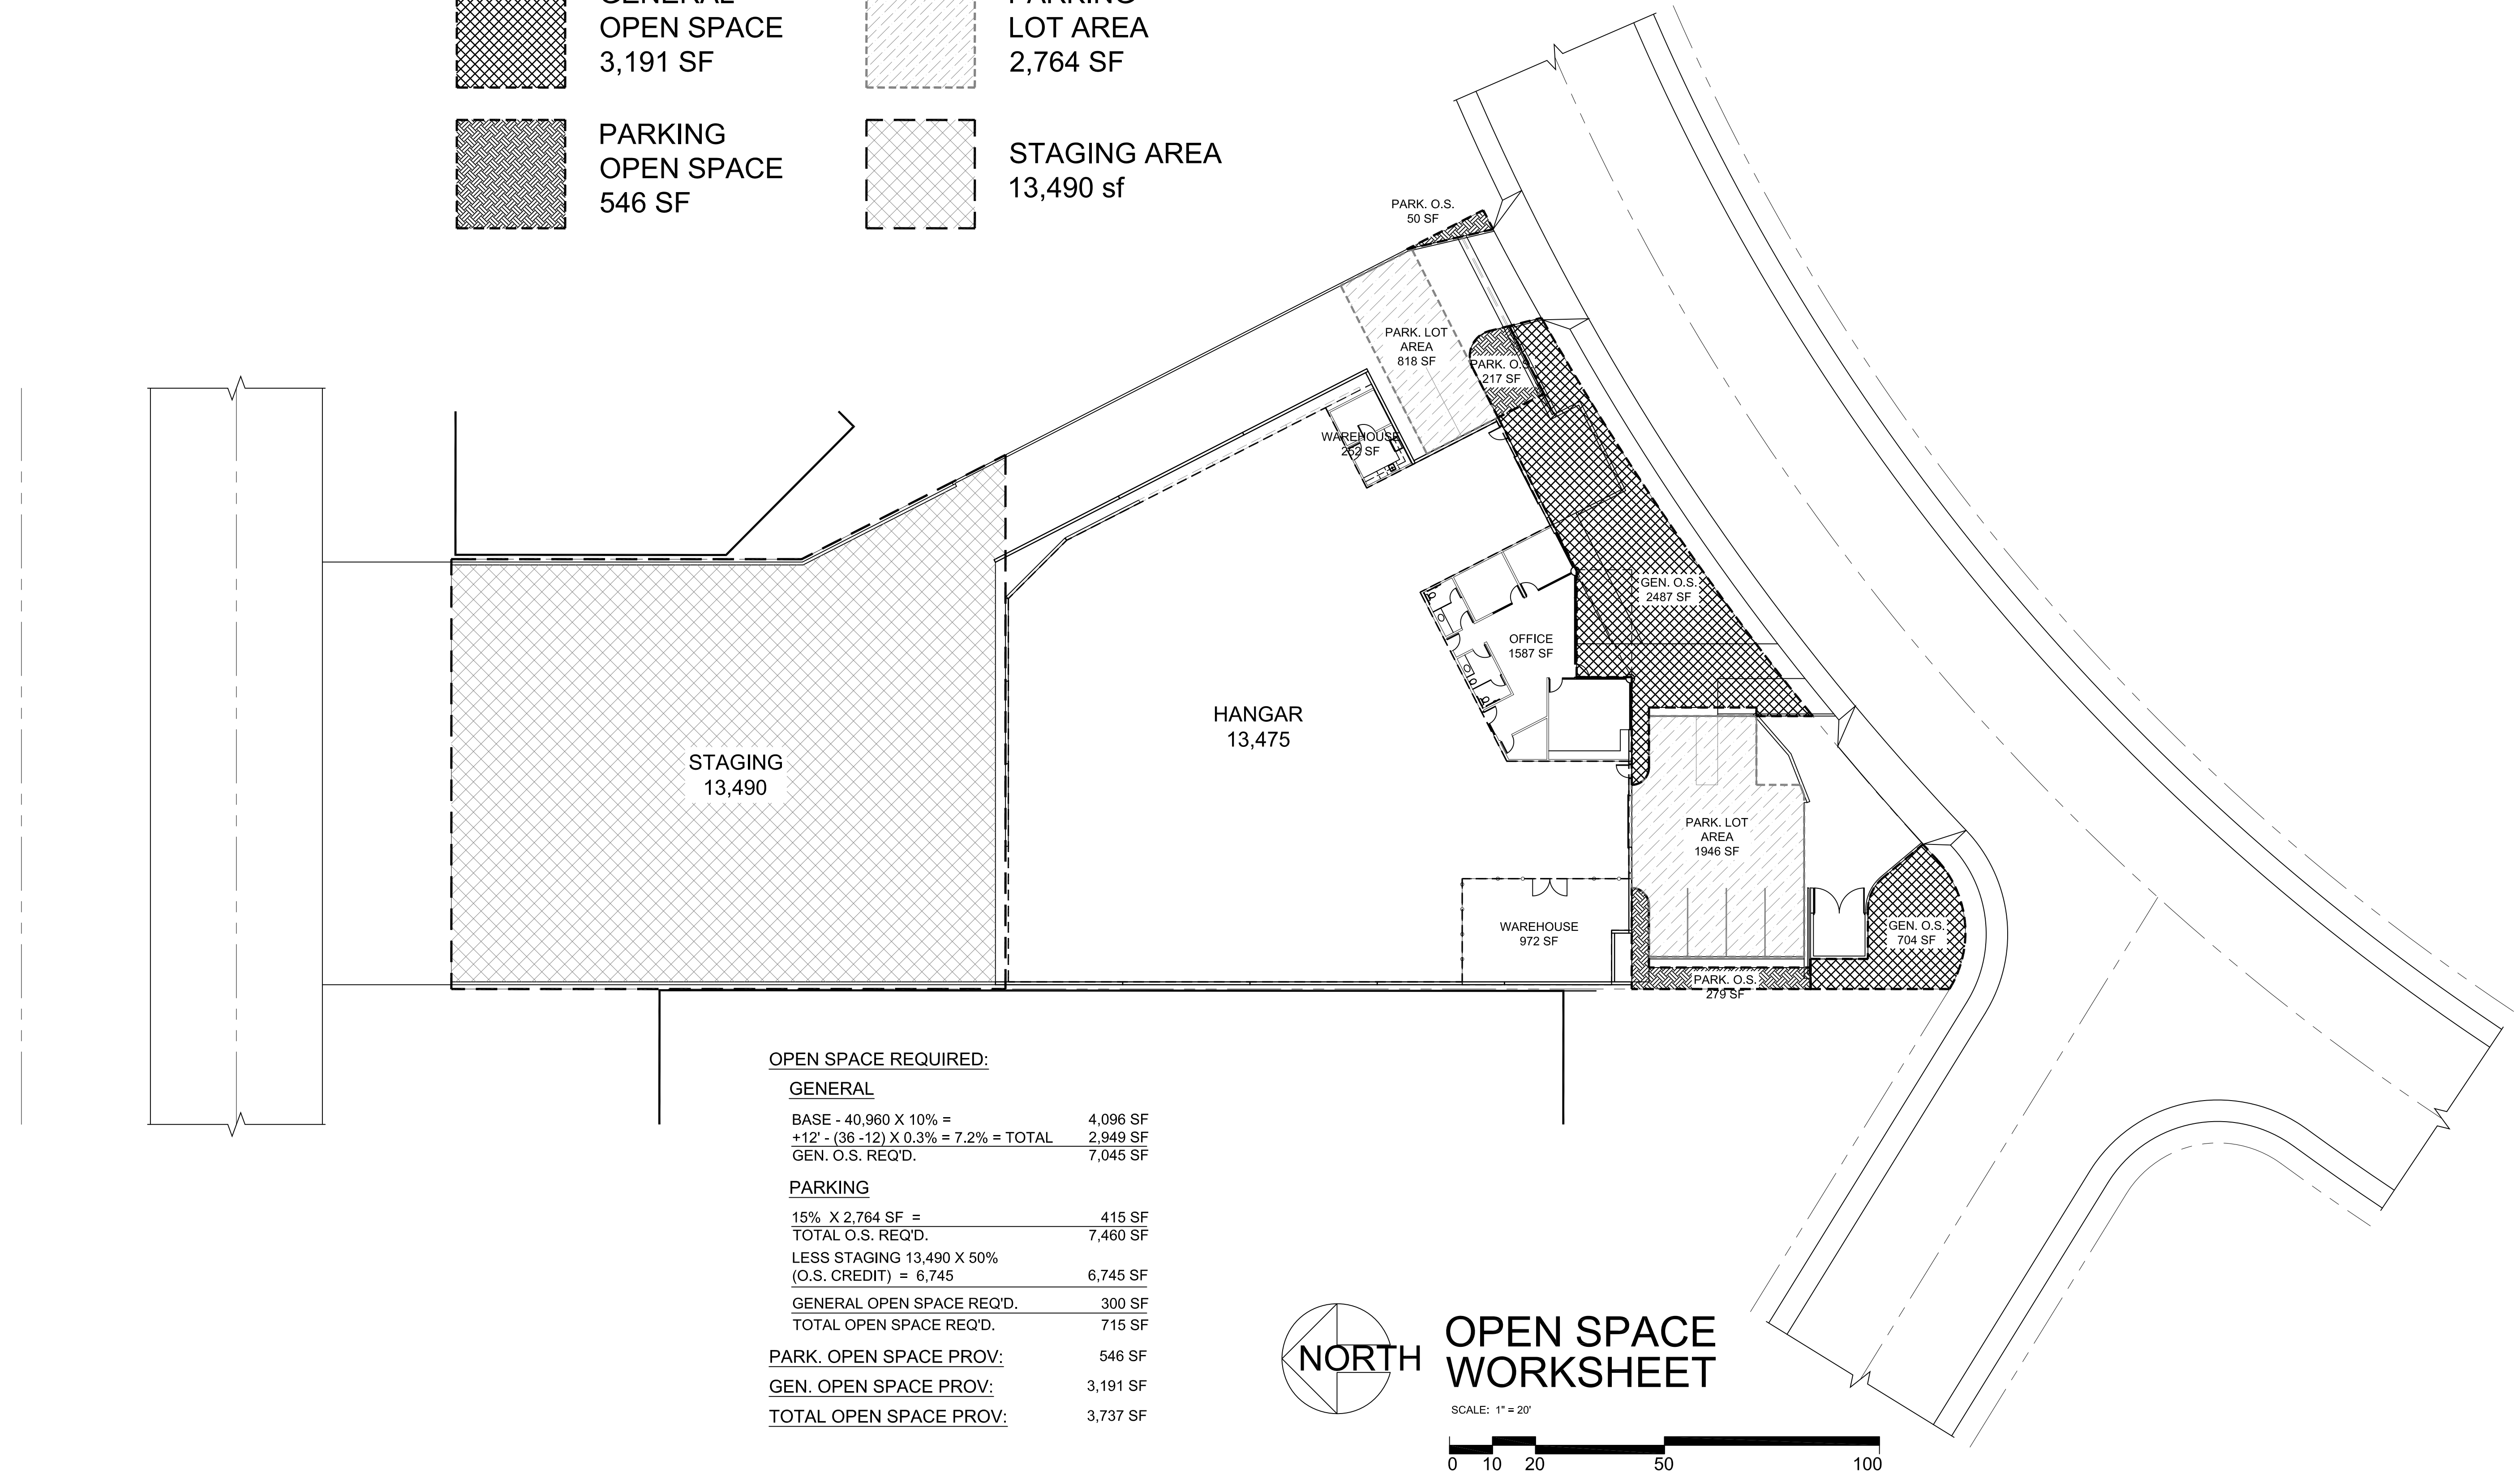 GENERAL
OPEN SPACE
3,191 SF
PARKING
LOT AREA
2,764 SF
PARKING
OPEN SPACE
546 SF
STAGING AREA
13,490 sf
PARK. O.S.
50 SF
PARK. LOT
AREA
818 SF
PARK. O.S.
217 SF
WAREHOUSE
252 SF
GEN. O.S.
2487 SF
OFFICE
1587 SF
HANGAR
13,475
STAGING
13,490
PARK. LOT
AREA
1946 SF
WAREHOUSE
972 SF
GEN. O.S.
704 SF
PARK. O.S.
279 SF
OPEN SPACE REQUIRED:
GENERAL
BASE - 40,960 X 10% = 4,096 SF
+12' - (36 -12) X 0.3% = 7.2% = TOTAL 2,949 SF
GEN. O.S. REQ'D. 7,045 SF
PARKING
15% X 2,764 SF = 415 SF
TOTAL O.S. REQ'D. 7,460 SF
LESS STAGING 13,490 X 50%
(O.S. CREDIT) = 6,745 6,745 SF
GENERAL OPEN SPACE REQ'D. 300 SF
TOTAL OPEN SPACE REQ'D. 715 SF
PARK. OPEN SPACE PROV: 546 SF
GEN. OPEN SPACE PROV: 3,191 SF
TOTAL OPEN SPACE PROV: 3,737 SF
NORTH
OPEN SPACE
WORKSHEET
SCALE: 1" = 20'
0 10 20 50 100